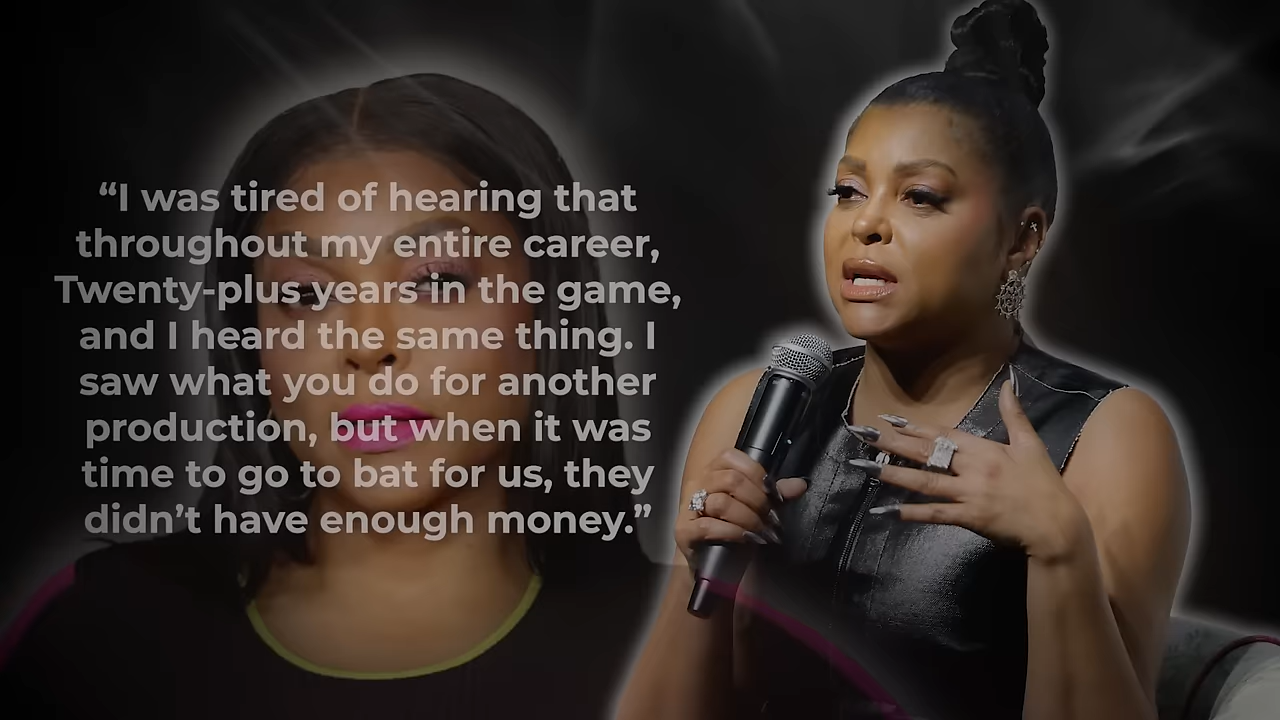 “I was tired of hearing that
throughout my entire career,
Twenty-plus years in the game,
and I heard the same thing. I
saw what you do for another
production, but when it was
time to go to bat for us, they
didn’t have enough money.”